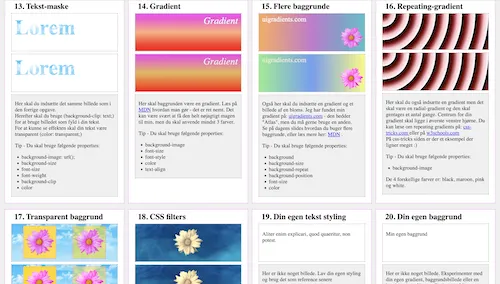 13. Tekst-maske
Lorem
Lorem
Her skal du indsætte det samme billede som i
den forrige opgave.
Herefter skal du bruge (background-clip: text;)
for at bruge billedet som fyld i din tekst
For at kunne se effekten skal din tekst være
transparent (color: transparent;)
Tip - Du skal bruge følgende properties:
background-image: url();
background-size
font-size
font-weight
background-clip
color
14. Gradient
Gradient
Gradient
Her skal baggrunden være en gradient. Læs på
MDN hvordan man gør - det er ret nemt. Det
kan være svært at få den helt nøjagtigt magen
til min, men du skal anvende mindst 3 farver.
Tip - Du skal bruge følgende properties:
background-image
font-size
font-style
color
text-align
15. Flere baggrunde
uigradients.com
uigradients.com
Også her skal du indsætte en gradient og et
billede af en blomst. Jeg har fundet min
gradient på uigradients.com - den hedder
"Atlas", men du må gerne bruge en anden.
Se på dagens slides hvordan du bruger flere
baggrunde, eller læs mere her: MDN
Tip - Du skal bruge følgende properties:
background
background-size
background-repeat
background-position
font-size
color
16. Repeating-gradient
Her skal du også indsætte en gradient men det
skal være en radial-gradient og den skal
gentages et antal gange. Centrum for din
gradient skal ligge i øverste venstre hjørne. Du
kan læse om repeating gradients på: css-
tricks.com eller på w3schools.com
På css-tricks siden er der et eksempel der
ligner meget :)
Tip - Du skal bruge følgende properties:
background-image
De 4 forskellige farver er: black, maroon, pink
og white.
17. Transparent baggrund
18. CSS filters
19. Din egen tekst styling
Aliter enim explicari, quod quaeritur, non
potest.
Her er ikke noget billede. Lav din egen styling
og brug det som reference senere
20. Din egen baggrund
Min egen baggrund
Her er ikke noget billede. Eksperimenter med
din egen gradient, baggrundsbillede eller en